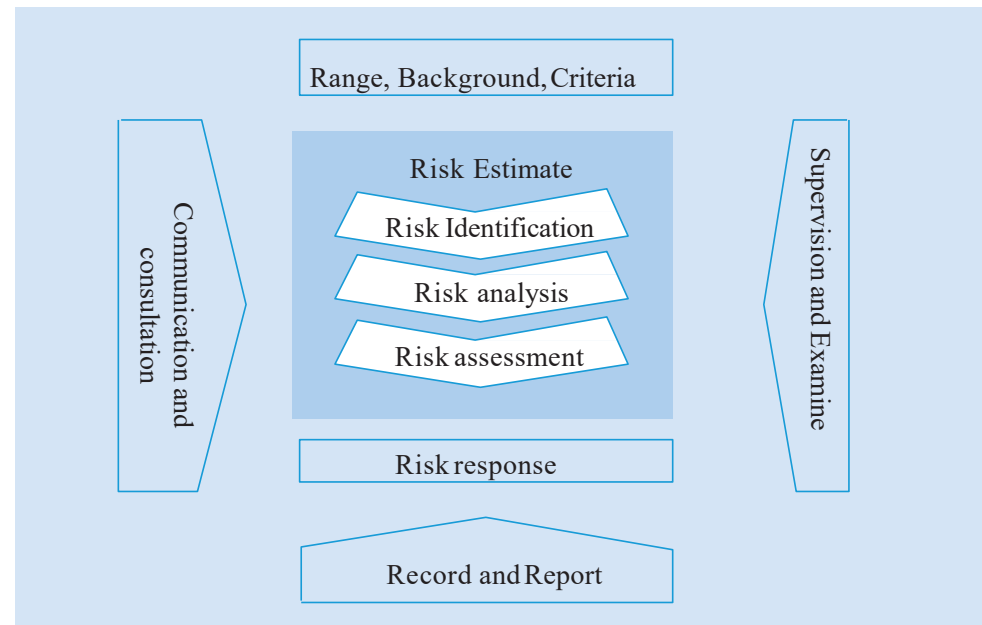 Range, Background, Criteria
Risk Estimate
Risk Identification
Risk analysis
Risk assessment
Communication and
consultation
Supervision and Examine
Risk response
Record and Report